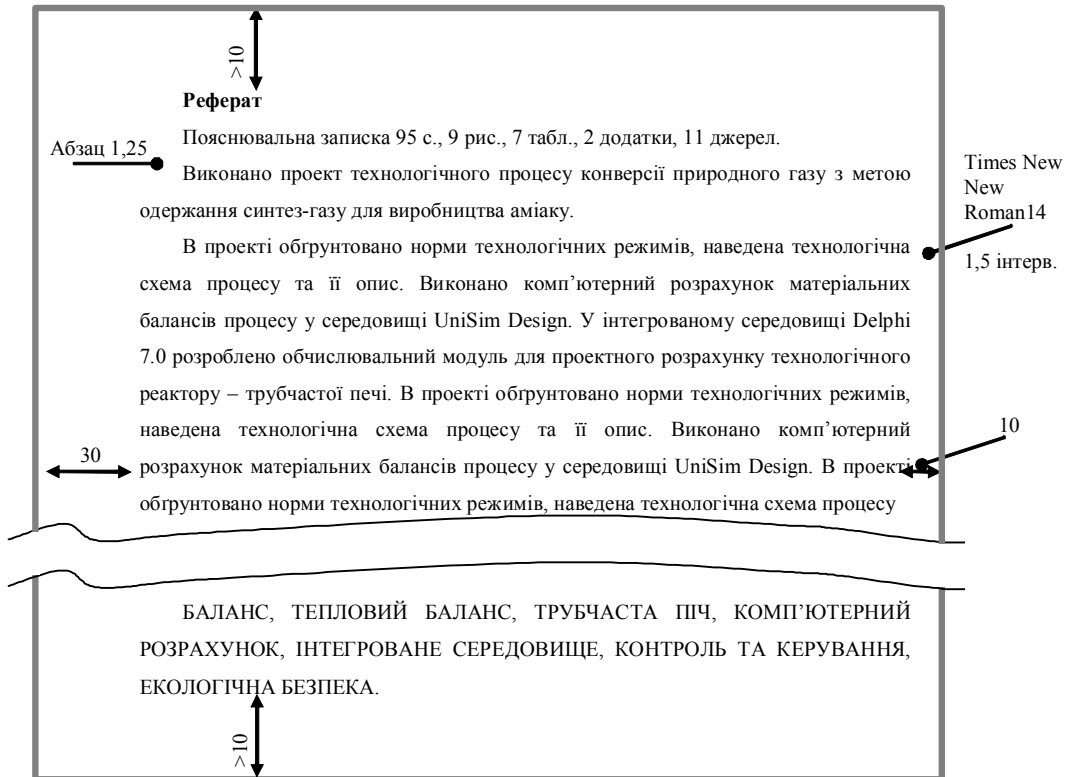 >10
Реферат
Пояснювальна записка 95 с., 9 рис., 7 табл., 2 додатки, 11 джерел.
Абзац 1,25
Виконано проект технологічного процесу конверсії природного газу з метою
одержання синтез-газу для виробництва аміаку.
Times New
New
Roman14
1,5 інтерв.
В проекті обґрунтовано норми технологічних режимів, наведена технологічна
схема процесу та її опис. Виконано комп’ютерний розрахунок матеріальних
балансів процесу у середовищі UniSim Design. У інтегрованому середовищі Delphi
7.0 розроблено обчислювальний модуль для проектного розрахунку технологічного
реактору – трубчастої печі. В проекті обґрунтовано норми технологічних режимів,
наведена технологічна схема процесу та її опис. Виконано комп’ютерний
10
30
розрахунок матеріальних балансів процесу у середовищі UniSim Design. В проекті
обґрунтовано норми технологічних режимів, наведена технологічна схема процесу
БАЛАНС, ТЕПЛОВИЙ БАЛАНС, ТРУБЧАСТА ПІЧ, КОМП’ЮТЕРНИЙ
РОЗРАХУНОК, ІНТЕГРОВАНЕ СЕРЕДОВИЩЕ, КОНТРОЛЬ ТА КЕРУВАННЯ,
ЕКОЛОГІЧНА БЕЗПЕКА.
>10